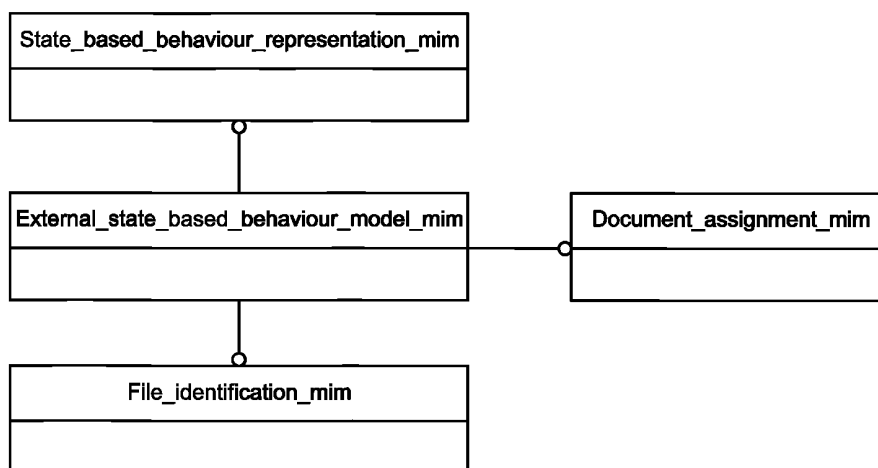 State_based_behaviour_representation_mim
External_state_based_behaviour_model_mim
Document_assignment_mim
File_identification_mim